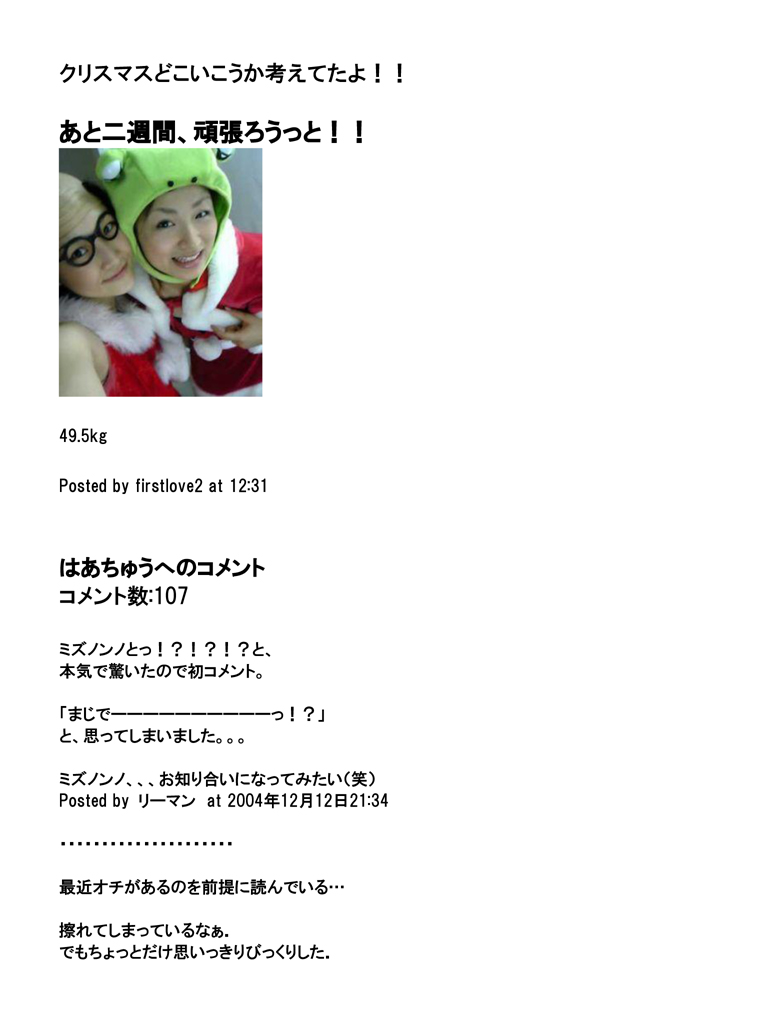 クリスマスどこいこうか考えてたよ！！
あと二週間、頑張ろうっと！！
49.5kg
Posted by firstlove2 at 12:31
はあちゅうへのコメント
コメント数:107
ミズノンノとっ！？！？！？と、
本気で驚いたので初コメント。
「まじでーーーーーーーーーーっ！？」
と、思ってしまいました。。。
ミズノンノ、、、お知り合いになってみたい（笑）
Posted by リーマン at 2004年12月12日21:34
・・・・・・・・・・・・・・・・・・・・・
最近オチがあるのを前提に読んでいる…
擦れてしまっているなぁ．
でもちょっとだけ思いっきりびっくりした．